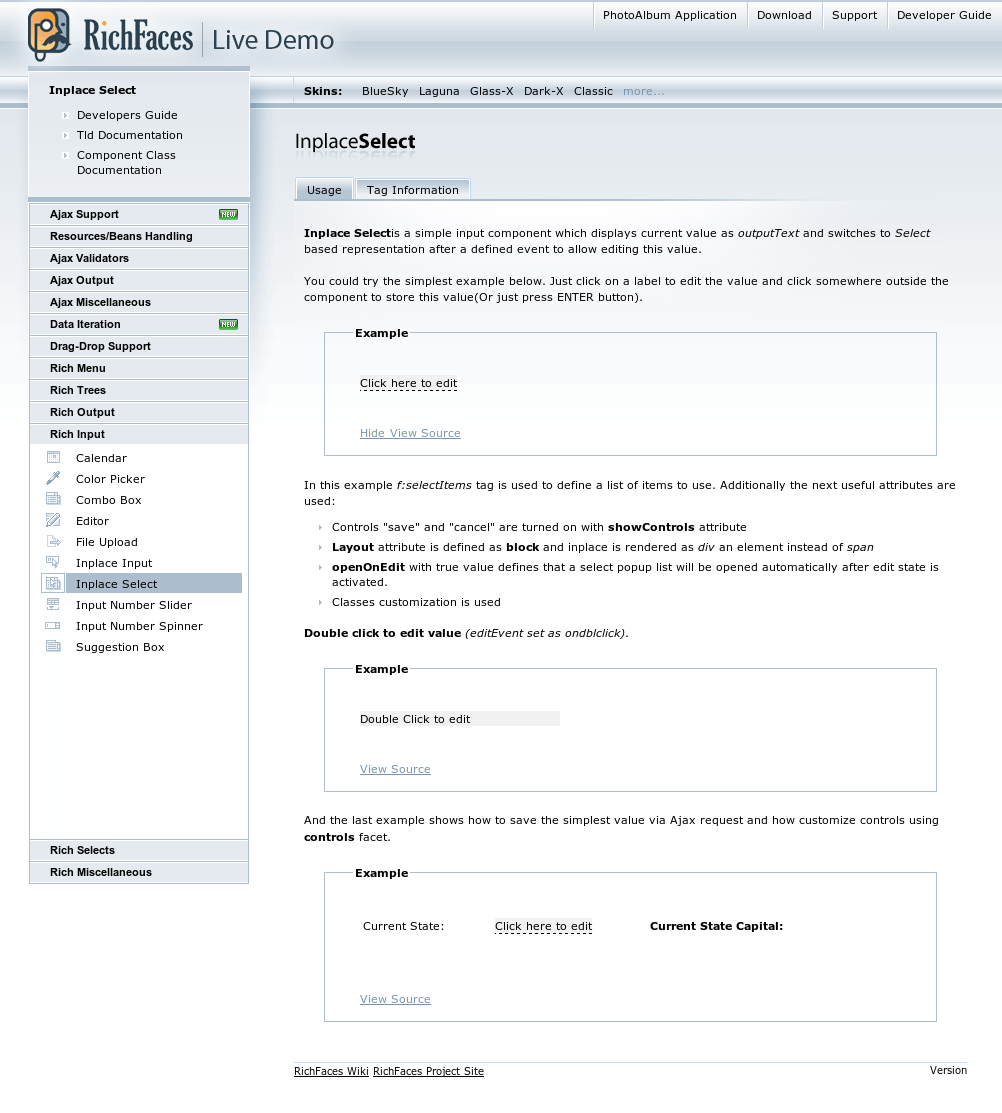 PhotoAlbum Application Download Support Developer Guide
RichFaces Live Demo
Skins: BlueSky Laguna Glass-X Dark-X Classic more...
Inplace Select
Developers Guide
Tld Documentation
Component Class
Documentation
Ajax Support NEW
Resources/Beans Handling
Ajax Validators
Ajax Output
Ajax Miscellaneous
Data Iteration NEW
Drag-Drop Support
Rich Menu
Rich Trees
Rich Output
Rich Input
Calendar
Color Picker
Combo Box
Editor
File Upload
Inplace Input
Inplace Select
Input Number Slider
Input Number Spinner
Suggestion Box
Rich Selects
Rich Miscellaneous
InplaceSelect
Usage Tag Information
Inplace Selectis a simple input component which displays current value as outputText and switches to Select
based representation after a defined event to allow editing this value.
You could try the simplest example below. Just click on a label to edit the value and click somewhere outside the
component to store this value(Or just press ENTER button).
Example
Click here to edit
Hide View Source
In this example f:selectItems tag is used to define a list of items to use. Additionally the next useful attributes are
used:
Controls "save" and "cancel" are turned on with showControls attribute
Layout attribute is defined as block and inplace is rendered as div an element instead of span
openOnEdit with true value defines that a select popup list will be opened automatically after edit state is
activated.
Classes customization is used
Double click to edit value (editEvent set as ondblclick).
Example
Double Click to edit
View Source
And the last example shows how to save the simplest value via Ajax request and how customize controls using
controls facet.
Example
Current State: Click here to edit Current State Capital:
View Source
RichFaces Wiki RichFaces Project Site Version